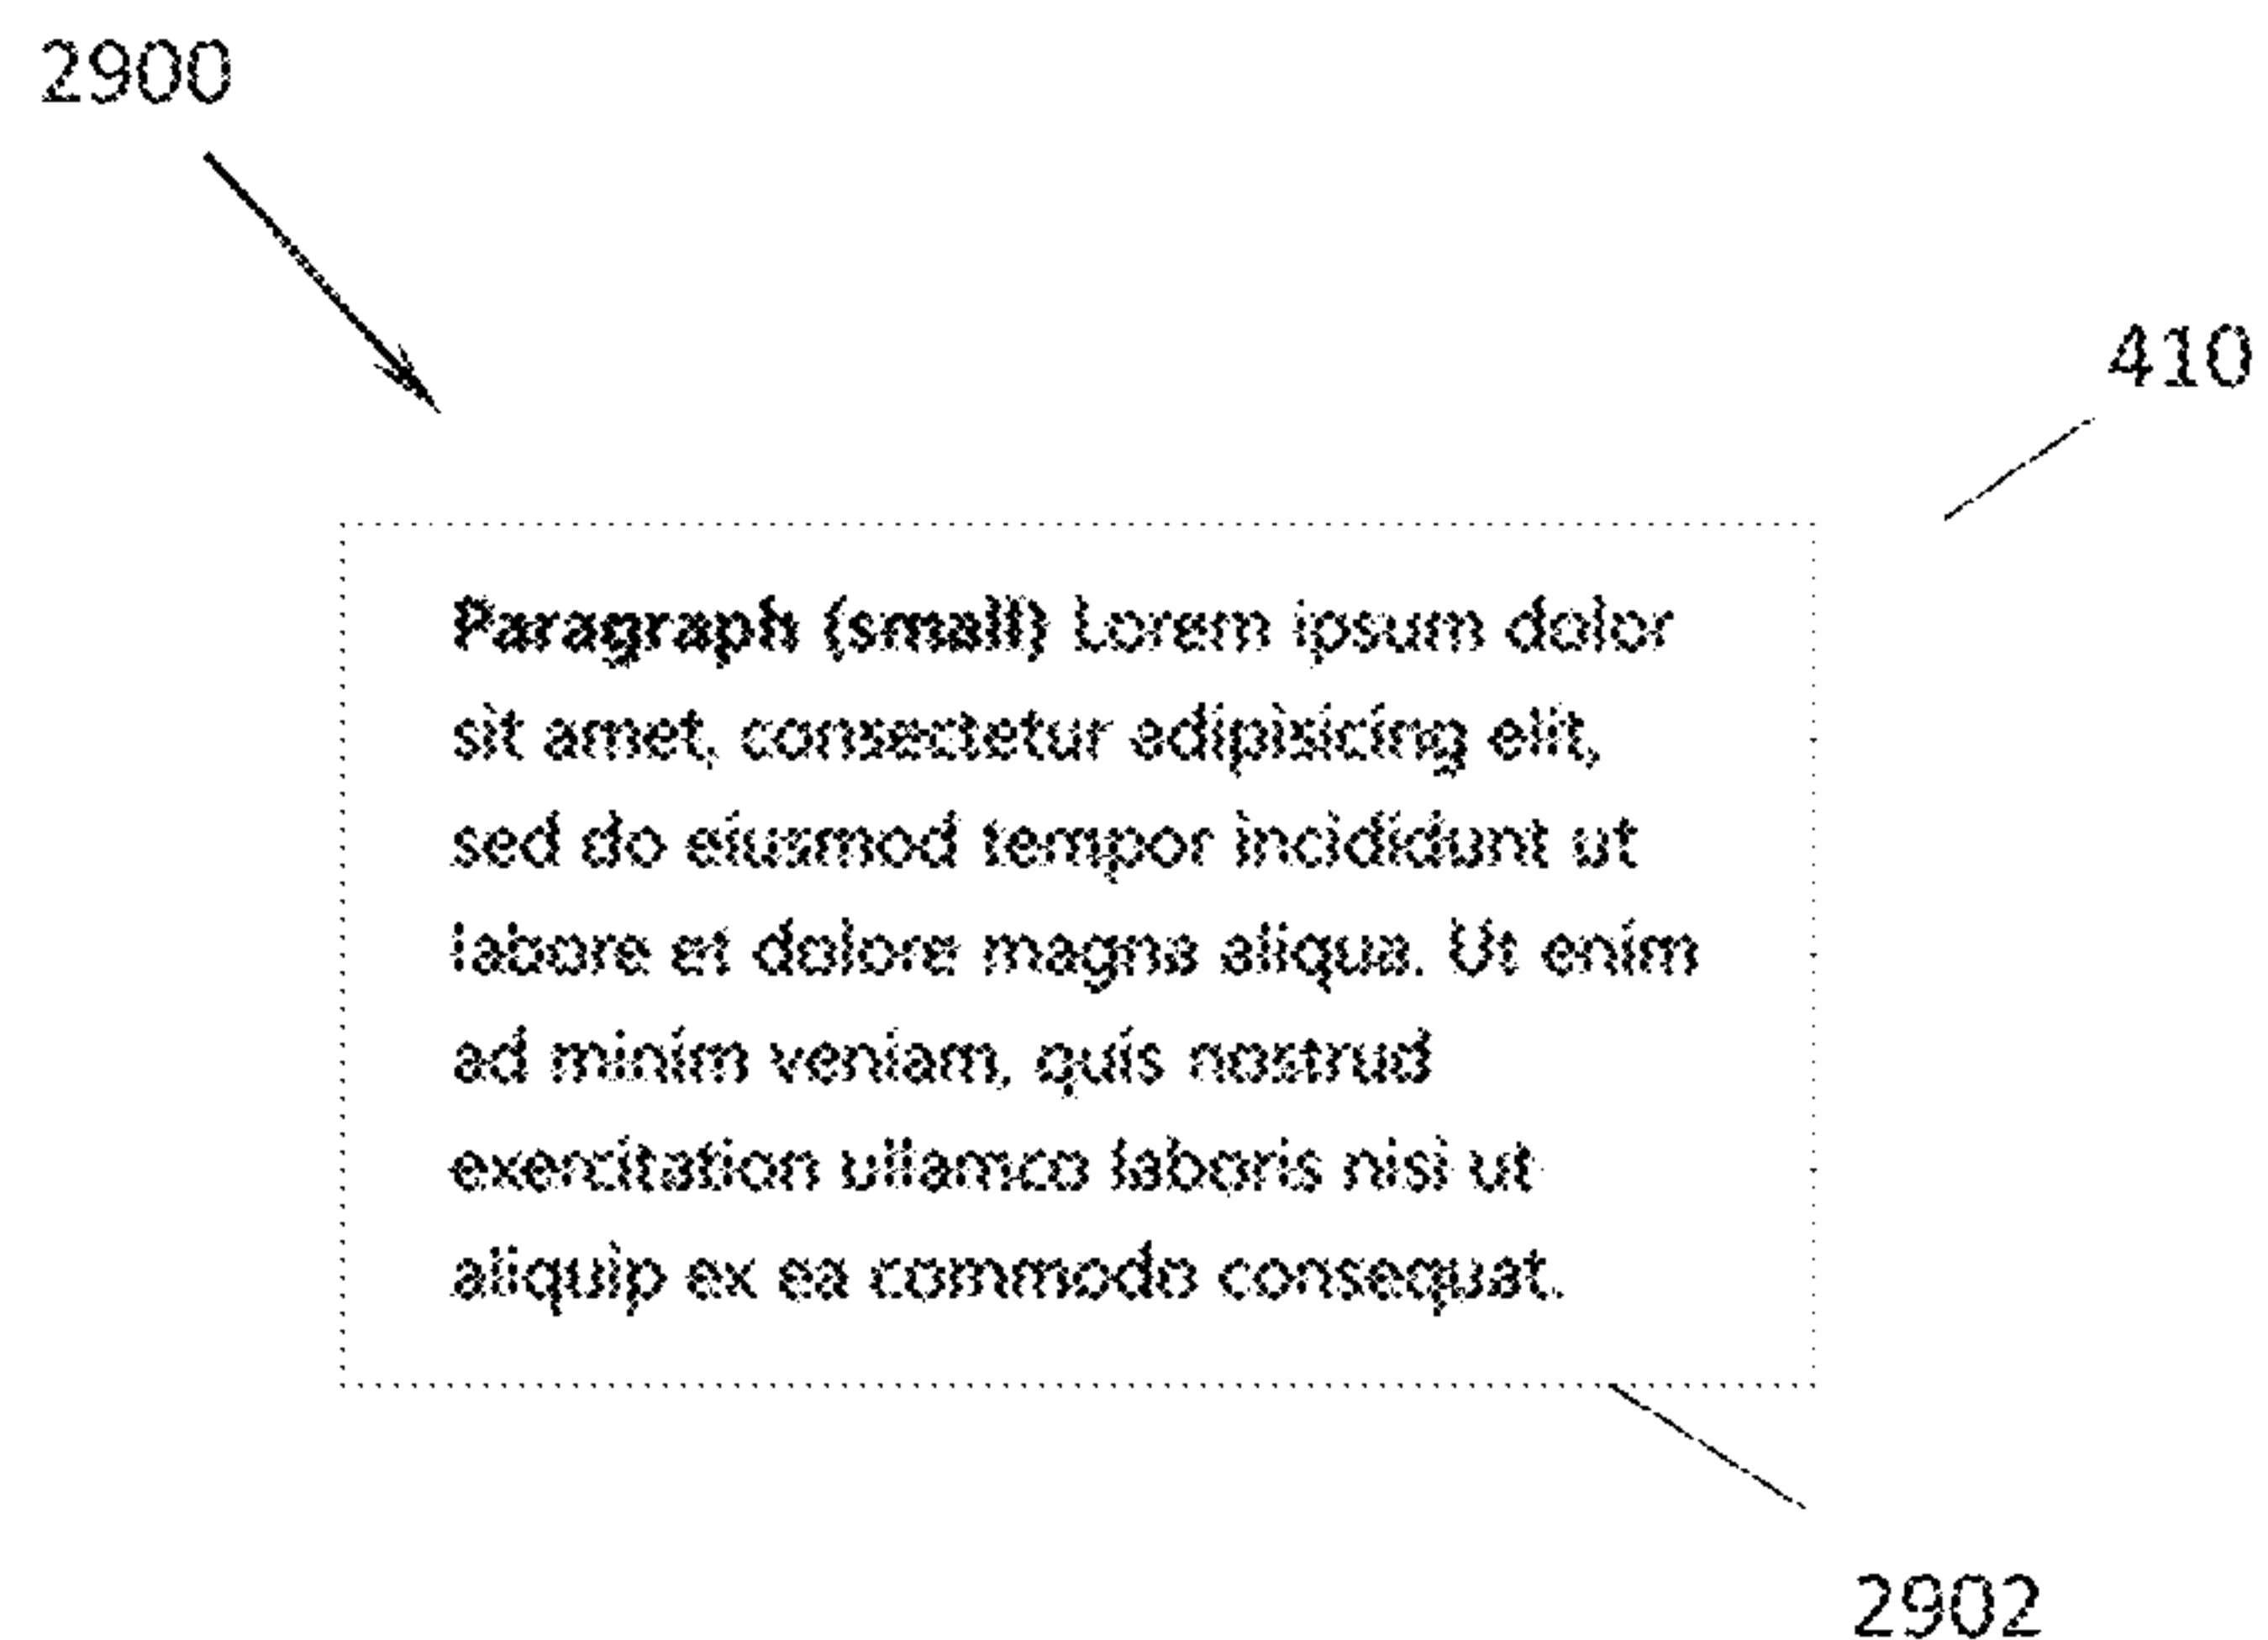 2900
410
Paragraph (small) Lorem ipsum dolor
sit amet, consectetur adipisicing elit,
sed do eiusmod tempor incididunt ut
labore et dolore magna aliqua. Ut enim
ad minim veniam, quis nostrud
exercitation ullamco laboris nisi ut
aliquip ex ea commodo consequat.
2902